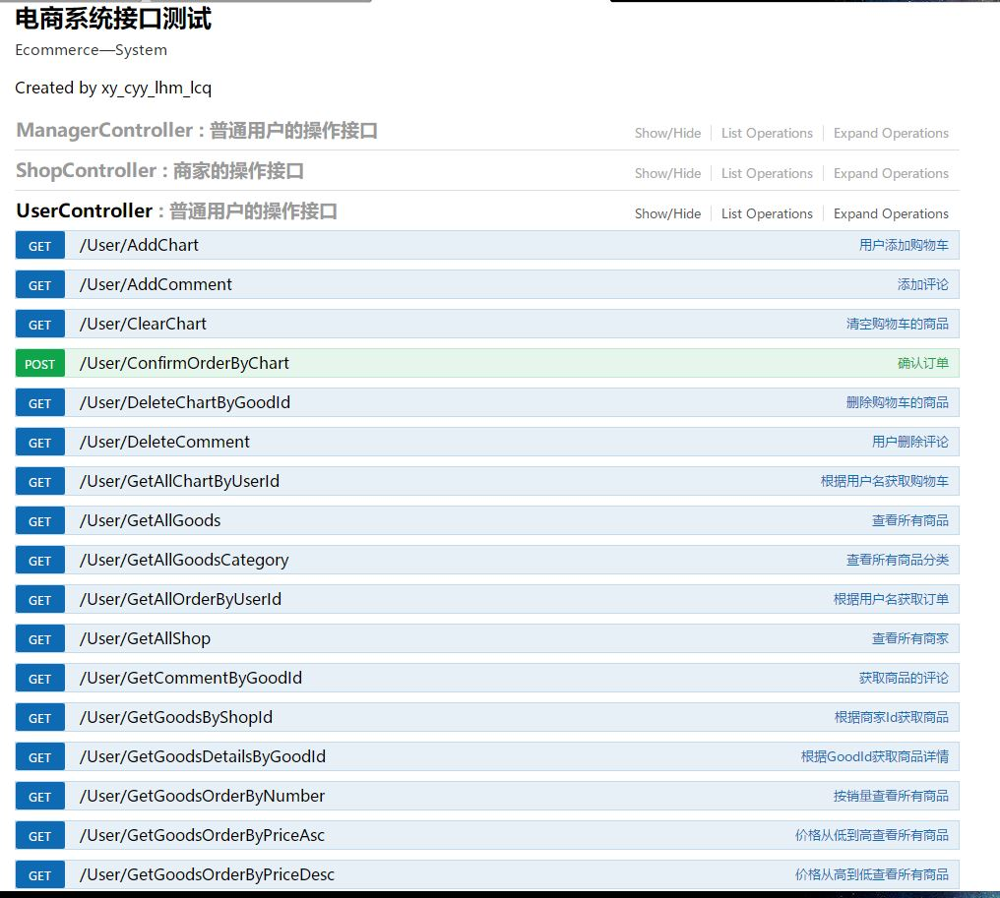 电商系统接口测试
Ecommerce—System
Created by xy_cyy_lhm_lcq
ManagerController : 普通用户的操作接口 Show/Hide List Operations Expand Operations
ShopController : 商家的操作接口 Show/Hide List Operations Expand Operations
UserController : 普通用户的操作接口 Show/Hide List Operations Expand Operations
GET /User/AddChart 用户添加购物车
GET /User/AddComment 添加评论
GET /User/ClearChart 清空购物车的商品
POST /User/ConfirmOrderByChart 确认订单
GET /User/DeleteChartByGoodId 删除购物车的商品
GET /User/DeleteComment 用户删除评论
GET /User/GetAllChartByUserId 根据用户名获取购物车
GET /User/GetAllGoods 查看所有商品
GET /User/GetAllGoodsCategory 查看所有商品分类
GET /User/GetAllOrderByUserId 根据用户名获取订单
GET /User/GetAllShop 查看所有商家
GET /User/GetCommentByGoodId 获取商品的评论
GET /User/GetGoodsByShopId 根据商家Id获取商品
GET /User/GetGoodsDetailsByGoodId 根据GoodId获取商品详情
GET /User/GetGoodsOrderByNumber 按销量查看所有商品
GET /User/GetGoodsOrderByPriceAsc 价格从低到高查看所有商品
GET /User/GetGoodsOrderByPriceDesc 价格从高到低查看所有商品